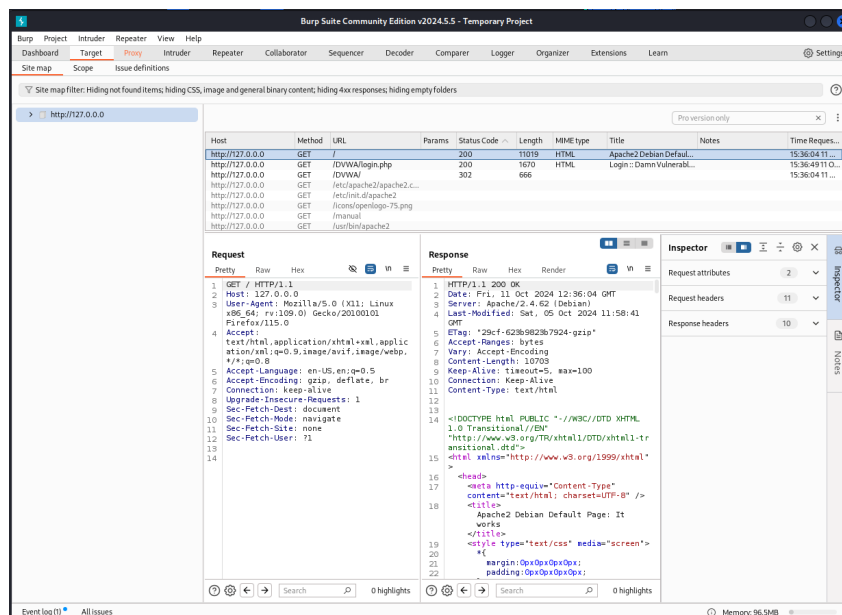 Burp Suite Community Edition v2024.5.5 - Temporary Project
Burp Project Intruder Repeater View Help
Dashboard Target Proxy Intruder Repeater Collaborator Sequencer Decoder Comparer Logger Organizer Extensions Learn Settings
Site map Scope Issue definitions
Site map filter: Hiding not found items; hiding CSS, image and general binary content; hiding 4xx responses; hiding empty folders
http://127.0.0.0
Pro version only
Host Method URL Params Status Code Length MIME type Title Notes Time Reques...
http://127.0.0.0 GET / 200 11019 HTML Apache2 Debian Defaul... 15:36:04 11 ...
http://127.0.0.0 GET /DVWA/login.php 200 1670 HTML Login :: Damn Vulnerabl... 15:36:49 11 O...
http://127.0.0.0 GET /DVWA/ 302 666 15:36:04 11 ...
http://127.0.0.0 GET /etc/apache2/apache2.c...
http://127.0.0.0 GET /etc/init.d/apache2
http://127.0.0.0 GET /icons/openlogo-75.png
http://127.0.0.0 GET /manual
http://127.0.0.0 GET /usr/bin/apache2
Request
Pretty Raw Hex \n
1 GET / HTTP/1.1
2 Host: 127.0.0.0
3 User-Agent: Mozilla/5.0 (X11; Linux
x86_64; rv:109.0) Gecko/20100101
Firefox/115.0
4 Accept:
text/html,application/xhtml+xml,applic
ation/xml;q=0.9,image/avif,image/webp,
*/*;q=0.8
5 Accept-Language: en-US,en;q=0.5
6 Accept-Encoding: gzip, deflate, br
7 Connection: keep-alive
8 Upgrade-Insecure-Requests: 1
9 Sec-Fetch-Dest: document
10 Sec-Fetch-Mode: navigate
11 Sec-Fetch-Site: none
12 Sec-Fetch-User: ?1
13
14
Search 0 highlights
Response
Pretty Raw Hex Render \n
1 HTTP/1.1 200 OK
2 Date: Fri, 11 Oct 2024 12:36:04 GMT
3 Server: Apache/2.4.62 (Debian)
4 Last-Modified: Sat, 05 Oct 2024 11:58:41
GMT
5 ETag: "29cf-623b9823b7924-gzip"
6 Accept-Ranges: bytes
7 Vary: Accept-Encoding
8 Content-Length: 10703
9 Keep-Alive: timeout=5, max=100
10 Connection: Keep-Alive
11 Content-Type: text/html
12
13
14 <!DOCTYPE html PUBLIC "-//W3C//DTD XHTML
1.0 Transitional//EN"
"http://www.w3.org/TR/xhtml1/DTD/xhtml1-tr
ansitional.dtd">
15 <html xmlns="http://www.w3.org/1999/xhtml"
>
16 <head>
17 <meta http-equiv="Content-Type"
content="text/html; charset=UTF-8" />
18 <title>
Apache2 Debian Default Page: It
works
</title>
19 <style type="text/css" media="screen">
20 *{
21 margin:0px0px0px0px;
22 padding:0px0px0px0px;
Search 0 highlights
Inspector
Request attributes 2
Request headers 11
Response headers 10
Inspector
Notes
Event log (1) All issues Memory: 96.5MB